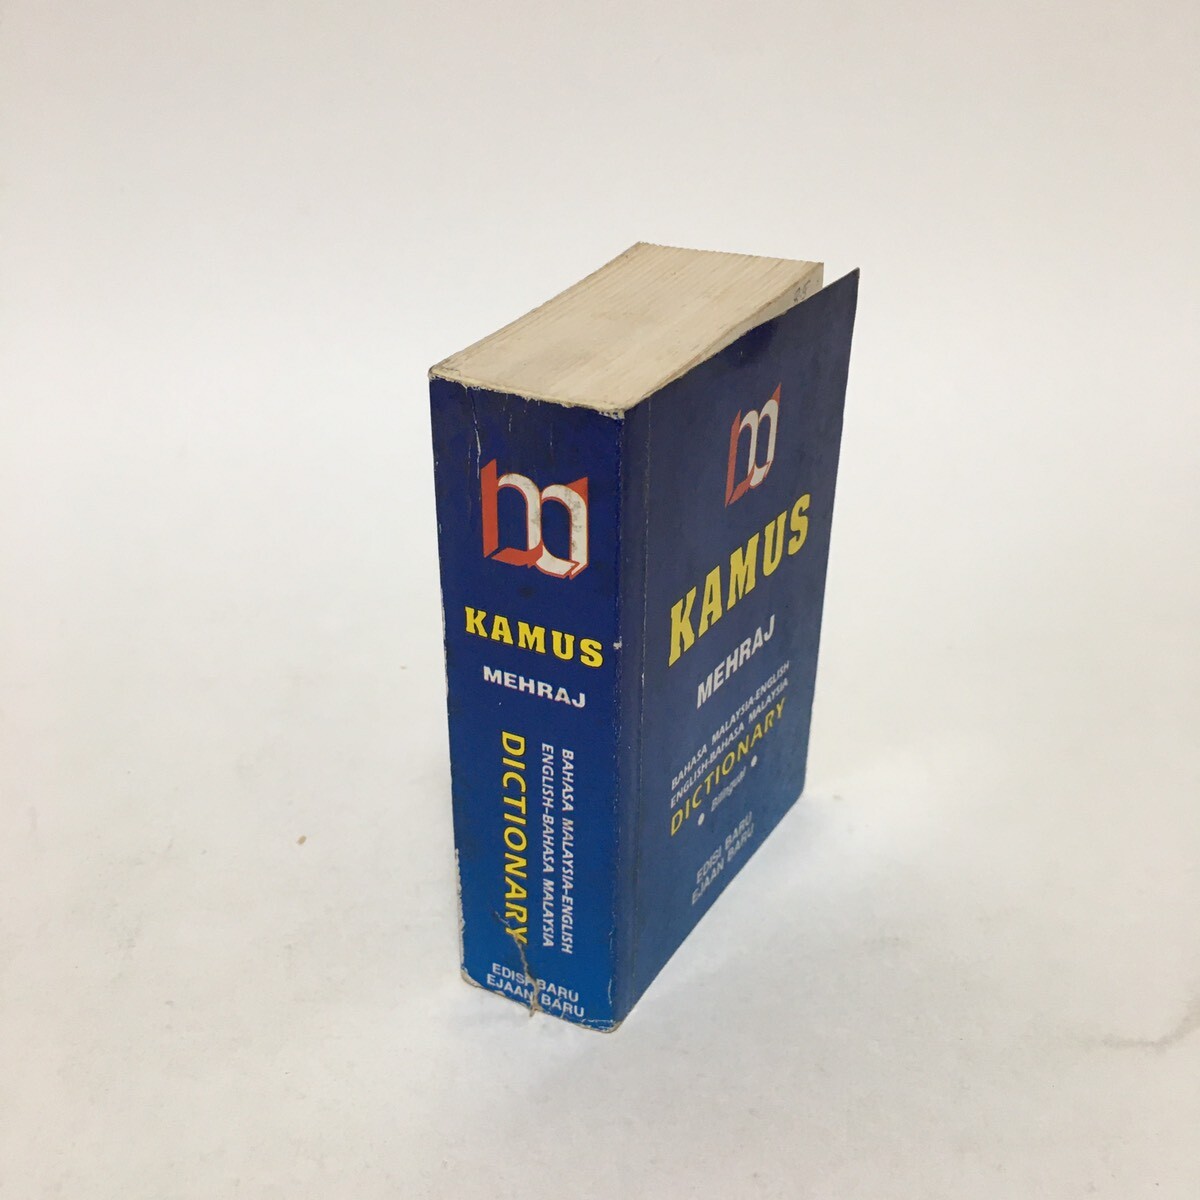 KAMUS
MEHRAJ
BAHASA MALAYSIA-ENGLISH
ENGLISH-BAHASA MALAYSIA
DICTIONARY
EDISI BARU
EJAAN BARU
KAMUS
MEHRAJ
BAHASA MALAYSIA-ENGLISH
ENGLISH-BAHASA MALAYSIA
DICTIONARY
• Bilingual •
EDISI BARU
EJAAN BARU